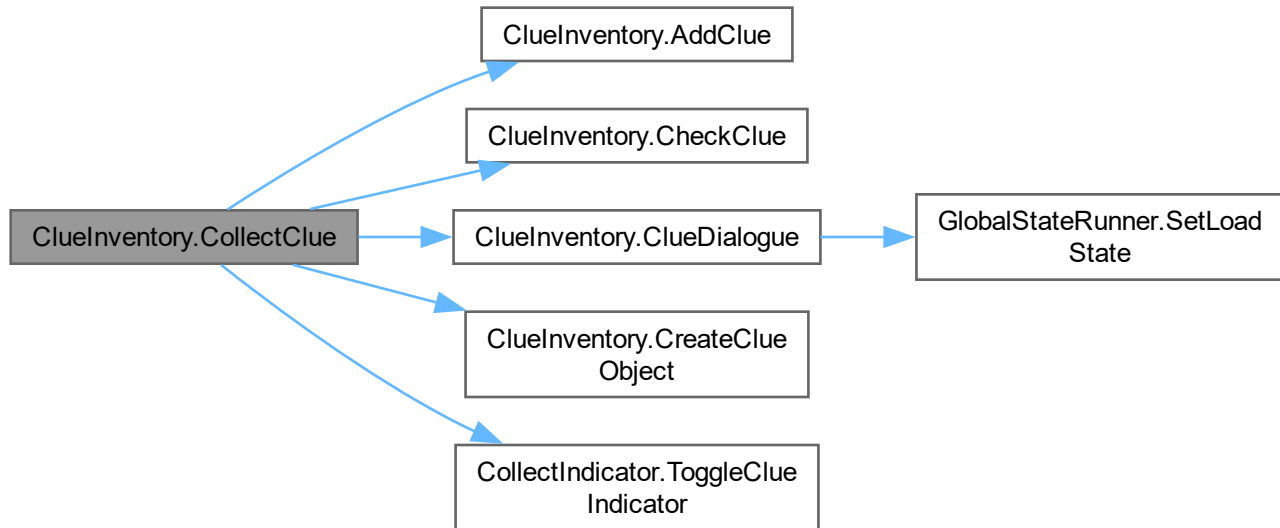 ClueInventory.AddClue
ClueInventory.CheckClue
ClueInventory.CollectClue
ClueInventory.ClueDialogue
GlobalStateRunner.SetLoad
State
ClueInventory.CreateClue
Object
CollectIndicator.ToggleClue
Indicator